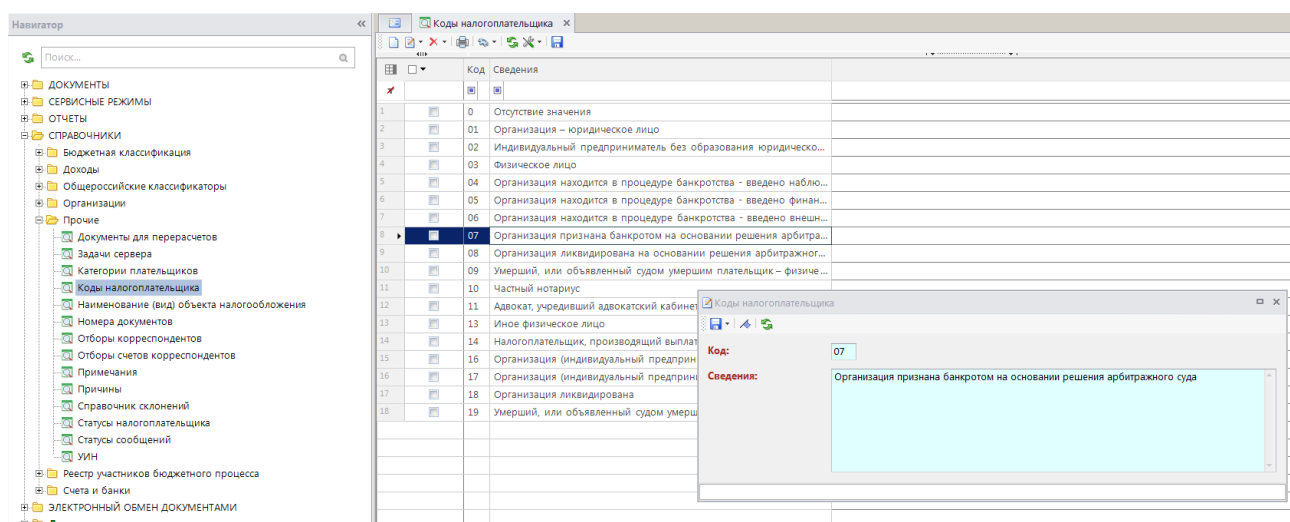 Навигатор «
Коды налогоплательщика ×
Поиск...
ДОКУМЕНТЫ
СЕРВИСНЫЕ РЕЖИМЫ
ОТЧЕТЫ
СПРАВОЧНИКИ
Бюджетная классификация
Доходы
Общероссийские классификаторы
Организации
Прочие
Документы для перерасчетов
Задачи сервера
Категории плательщиков
Коды налогоплательщика
Наименование (вид) объекта налогообложения
Номера документов
Отборы корреспондентов
Отборы счетов корреспондентов
Примечания
Причины
Справочник склонений
Статусы налогоплательщика
Статусы сообщений
УИН
Реестр участников бюджетного процесса
Счета и банки
ЭЛЕКТРОННЫЙ ОБМЕН ДОКУМЕНТАМИ
Код Сведения
1 0 Отсутствие значения
2 01 Организация – юридическое лицо
3 02 Индивидуальный предприниматель без образования юридическо...
4 03 Физическое лицо
5 04 Организация находится в процедуре банкротства - введено наблю...
6 05 Организация находится в процедуре банкротства - введено финан...
7 06 Организация находится в процедуре банкротства - введено внешн...
8 07 Организация признана банкротом на основании решения арбитра...
9 08 Организация ликвидирована на основании решения арбитражног...
10 09 Умерший, или объявленный судом умершим плательщик – физиче...
11 10 Частный нотариус
12 11 Адвокат, учредивший адвокатский кабинет
13 13 Иное физическое лицо
14 14 Налогоплательщик, производящий выплат
15 16 Организация (индивидуальный предприн
16 17 Организация (индивидуальный предприн
17 18 Организация ликвидирована
18 19 Умерший, или объявленный судом умерш
Коды налогоплательщика
Код: 07
Сведения: Организация признана банкротом на основании решения арбитражного суда